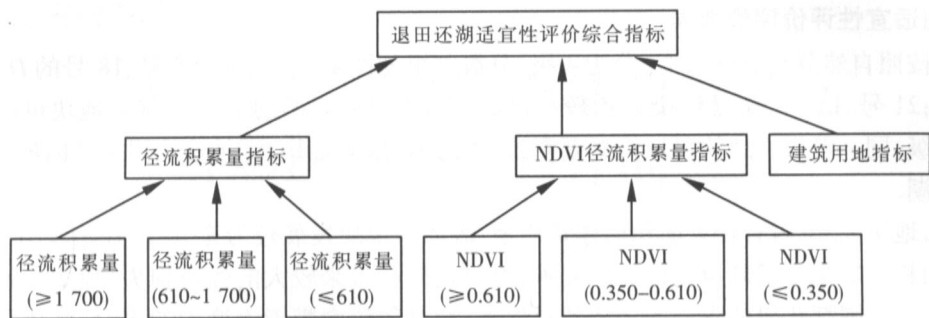 退田还湖适宜性评价综合指标
径流积累量指标
NDVI径流积累量指标
建筑用地指标
径流积累量
(≥1 700)
径流积累量
(610~1 700)
径流积累量
(≤610)
NDVI
(≥0.610)
NDVI
(0.350–0.610)
NDVI
(≤0.350)